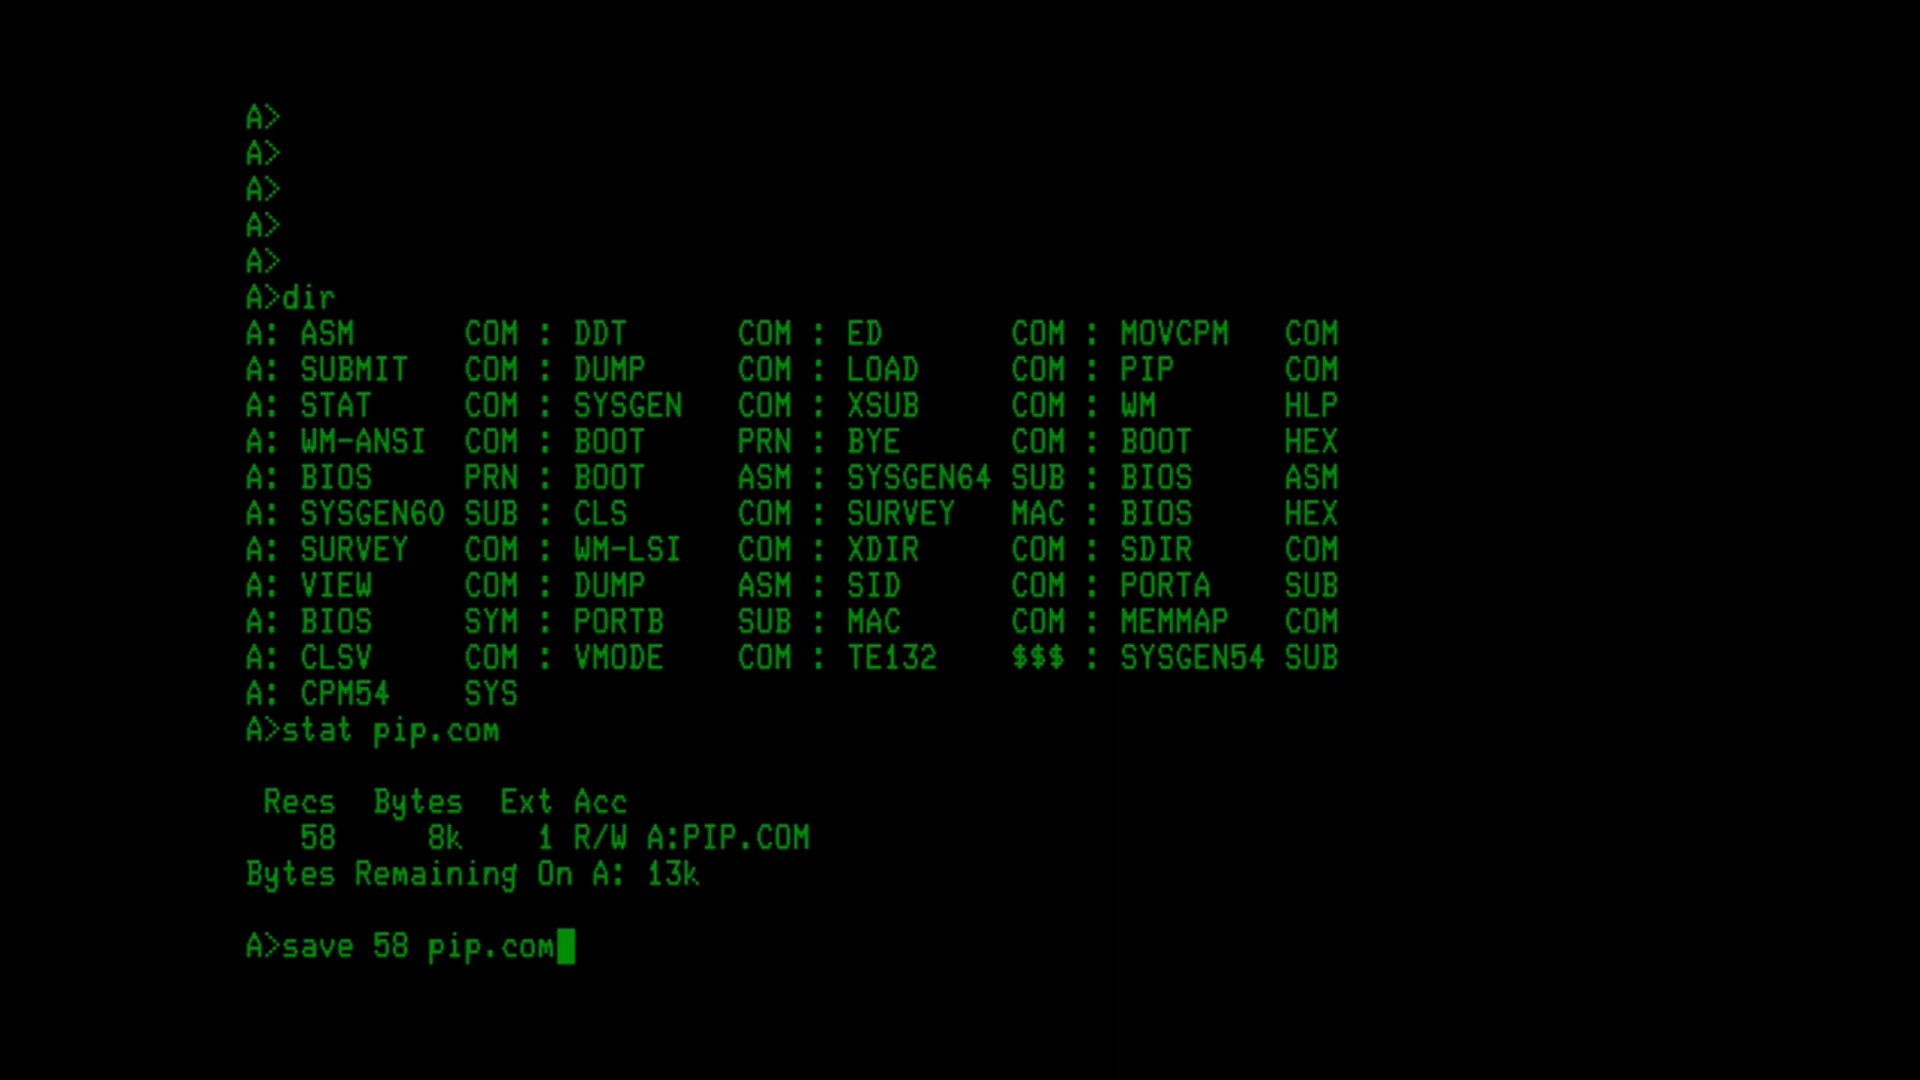 A>
A>
A>
A>
A>
A>dir
A: ASM      COM : DDT      COM : ED       COM : MOVCPM   COM
A: SUBMIT   COM : DUMP     COM : LOAD     COM : PIP      COM
A: STAT     COM : SYSGEN   COM : XSUB     COM : WM       HLP
A: WM-ANSI  COM : BOOT     PRN : BYE      COM : BOOT     HEX
A: BIOS     PRN : BOOT     ASM : SYSGEN64 SUB : BIOS     ASM
A: SYSGEN60 SUB : CLS      COM : SURVEY   MAC : BIOS     HEX
A: SURVEY   COM : WM-LSI   COM : XDIR     COM : SDIR     COM
A: VIEW     COM : DUMP     ASM : SID      COM : PORTA    SUB
A: BIOS     SYM : PORTB    SUB : MAC      COM : MEMMAP   COM
A: CLSV     COM : VMODE    COM : TE132    $$$ : SYSGEN54 SUB
A: CPM54    SYS
A>stat pip.com
Recs  Bytes  Ext Acc
58     8k    1 R/W A:PIP.COM
Bytes Remaining On A: 13k
A>save 58 pip.com